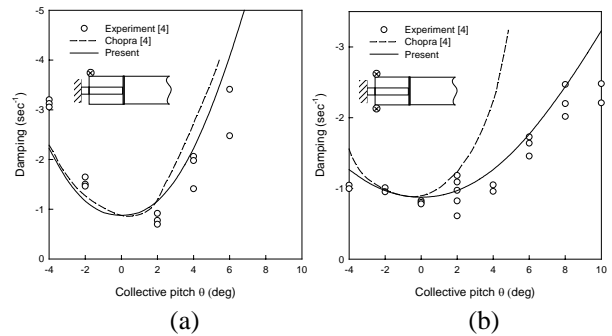 (a)
Experiment [4]
Chopra [4]
Present
Damping (sec-1)
-5
-4
-3
-2
-1
0
-4 -2 0 2 4 6 8 10
Collective pitch θ (deg)
(a)
(b)
Experiment [4]
Chopra [4]
Present
Damping (sec-1)
-3
-2
-1
0
-4 -2 0 2 4 6 8 10
Collective pitch θ (deg)
(b)